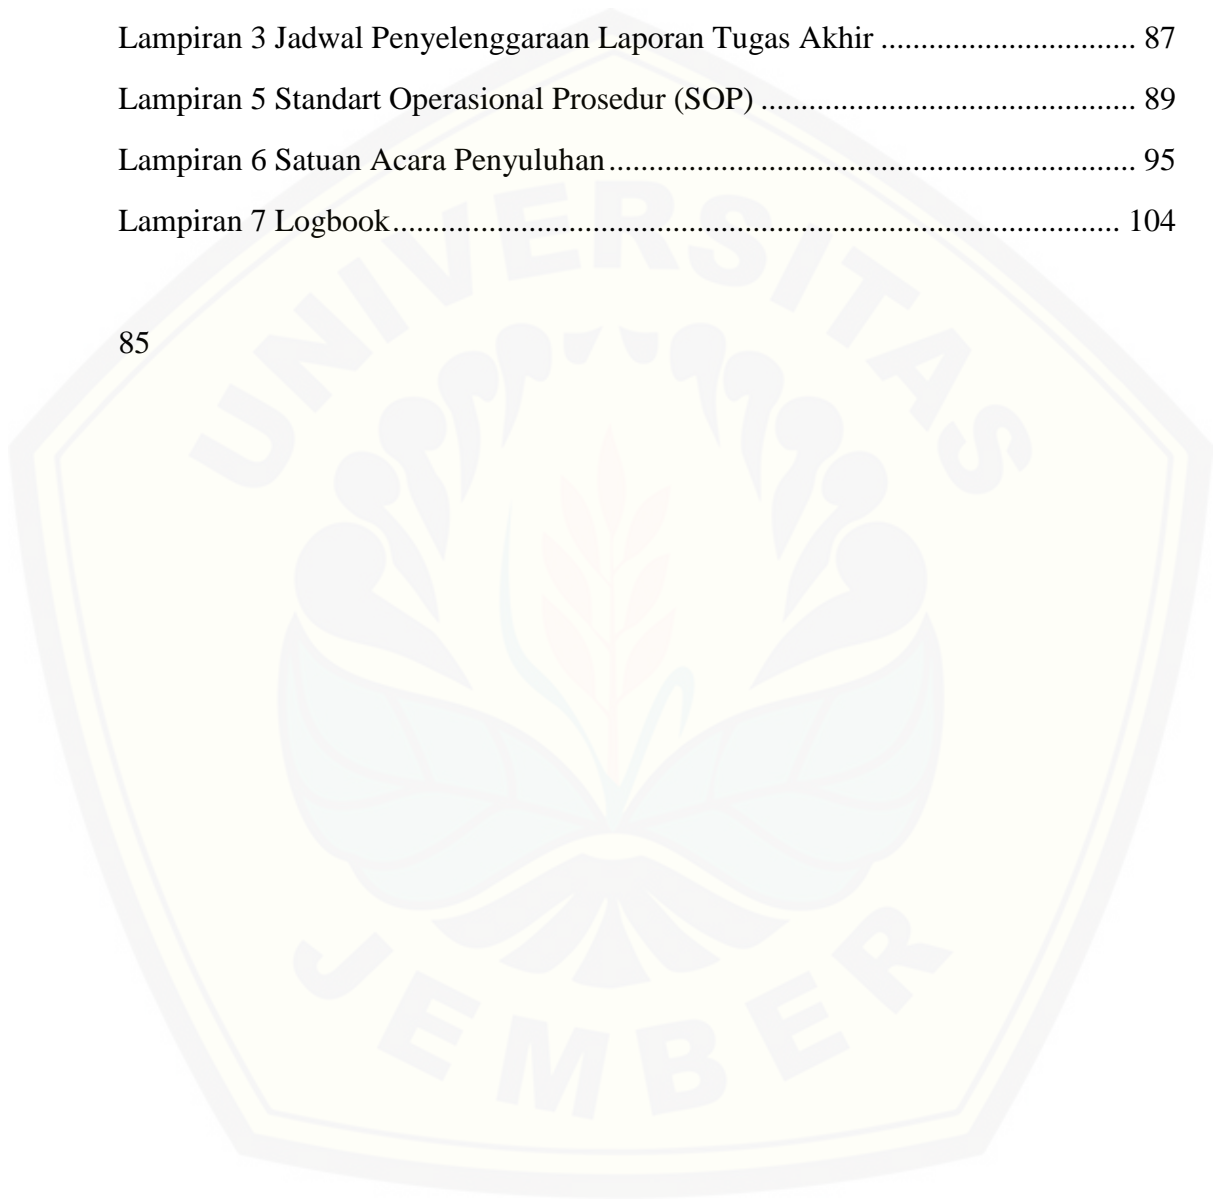 Lampiran 3 Jadwal Penyelenggaraan Laporan Tugas Akhir ................................ 87
Lampiran 5 Standart Operasional Prosedur (SOP) ............................................... 89
Lampiran 6 Satuan Acara Penyuluhan.................................................................. 95
Lampiran 7 Logbook........................................................................................... 104
85
UNIVERSITAS
JEMBER